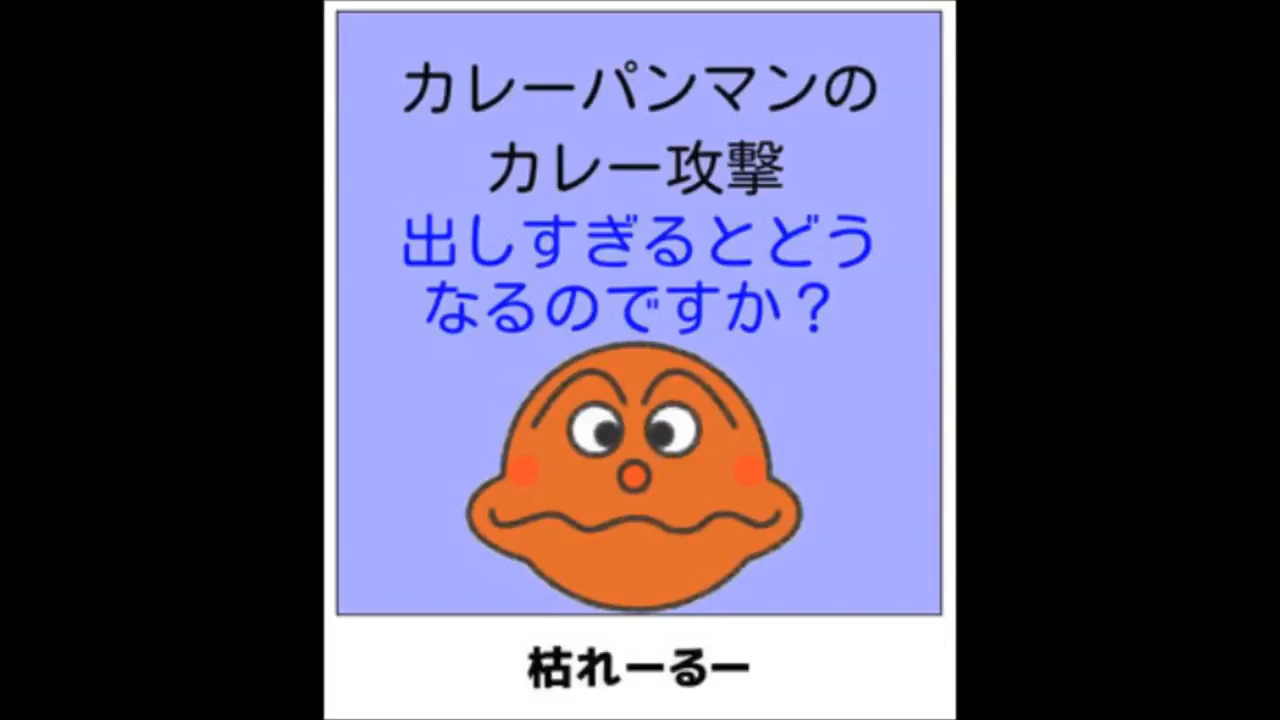 カレーパンマンの
カレー攻撃
出しすぎるとどう
なるのですか？
枯れーるー